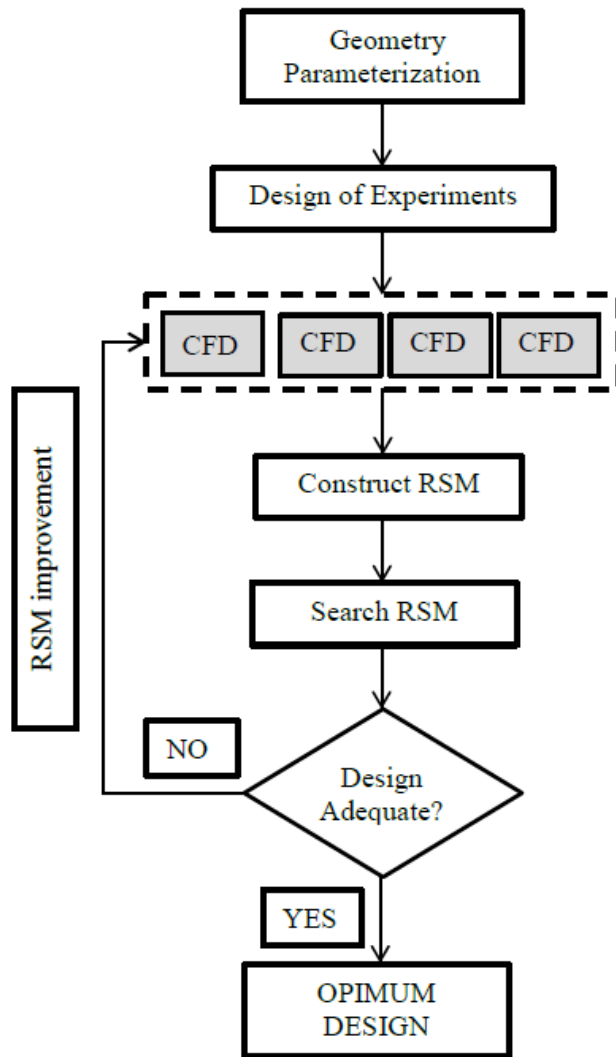 Geometry
Parameterization
Design of Experiments
CFD CFD CFD CFD
Construct RSM
RSM improvement
Search RSM
NO
Design
Adequate?
YES
OPIMUM
DESIGN